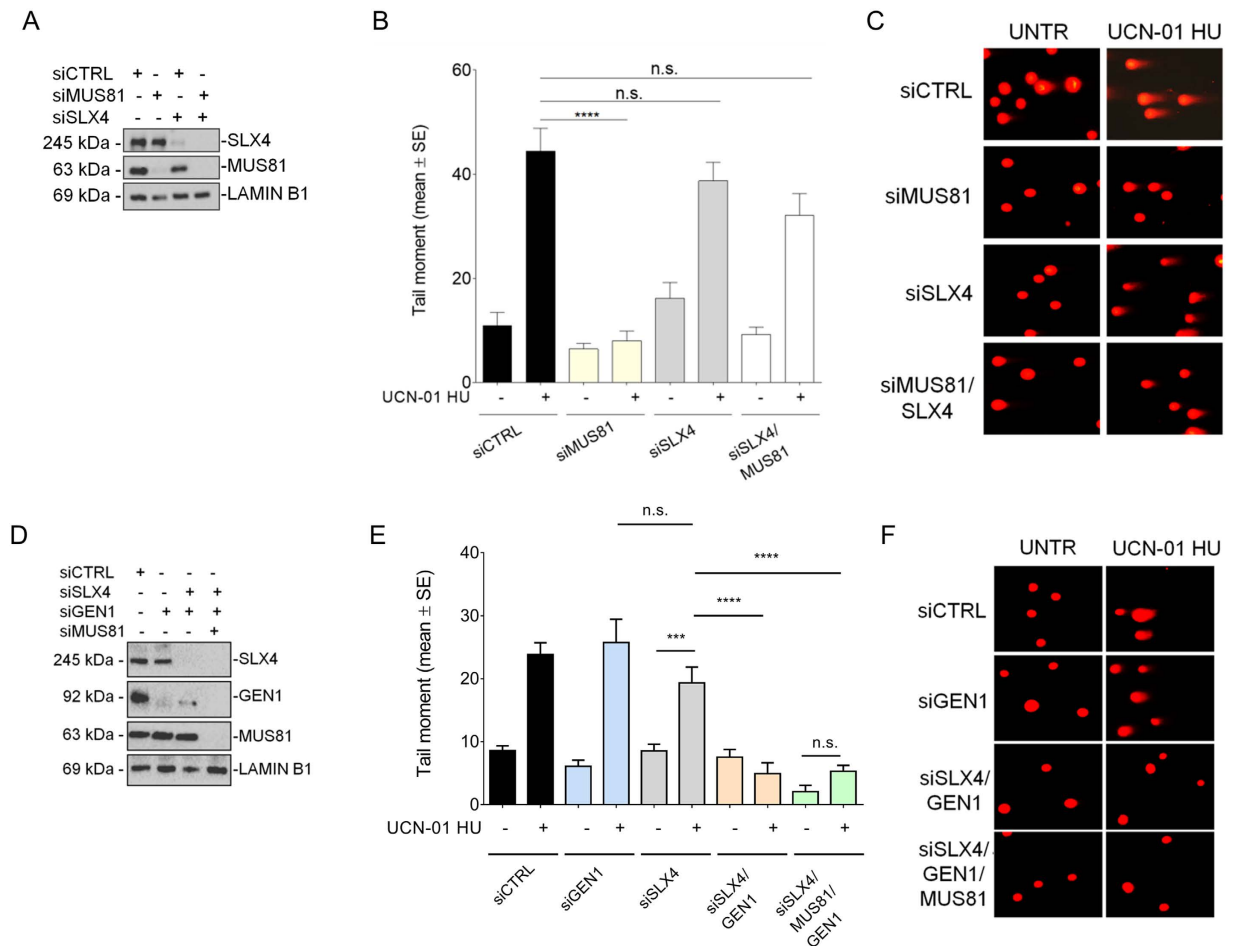 A
siCTRL + - + -
siMUS81 - + - +
siSLX4 - - + +
245 kDa - -SLX4
63 kDa - -MUS81
69 kDa - -LAMIN B1
B
Tail moment (mean ± SE)
60
40
20
0
n.s.
n.s.
****
UCN-01 HU - + - + - + - +
siCTRL
siMUS81
siSLX4
siSLX4/
MUS81
C
UNTR UCN-01 HU
siCTRL
siMUS81
siSLX4
siMUS81/
SLX4
D
siCTRL + - - -
siSLX4 - - + +
siGEN1 - + + +
siMUS81 - - - +
245 kDa - -SLX4
92 kDa - -GEN1
63 kDa - -MUS81
69 kDa - -LAMIN B1
E
Tail moment (mean ± SE)
40
30
20
10
0
n.s.
****
****
***
n.s.
UCN-01 HU - + - + - + - + - +
siCTRL
siGEN1
siSLX4
siSLX4/
GEN1
siSLX4/
MUS81/
GEN1
F
UNTR UCN-01 HU
siCTRL
siGEN1
siSLX4/
GEN1
siSLX4/
GEN1/
MUS81